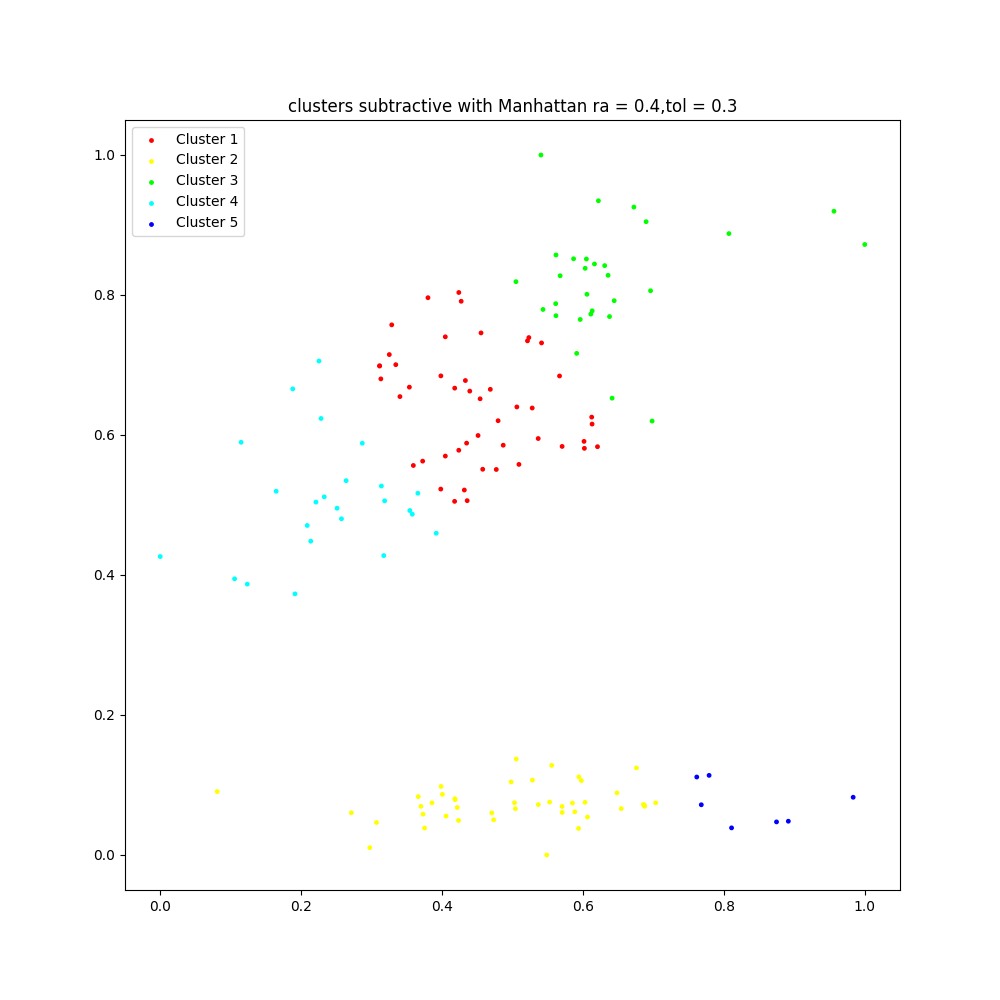 clusters subtractive with Manhattan ra = 0.4,tol = 0.3
Cluster 1
Cluster 2
Cluster 3
Cluster 4
Cluster 5
1.0
0.8
0.6
0.4
0.2
0.0
0.0 0.2 0.4 0.6 0.8 1.0